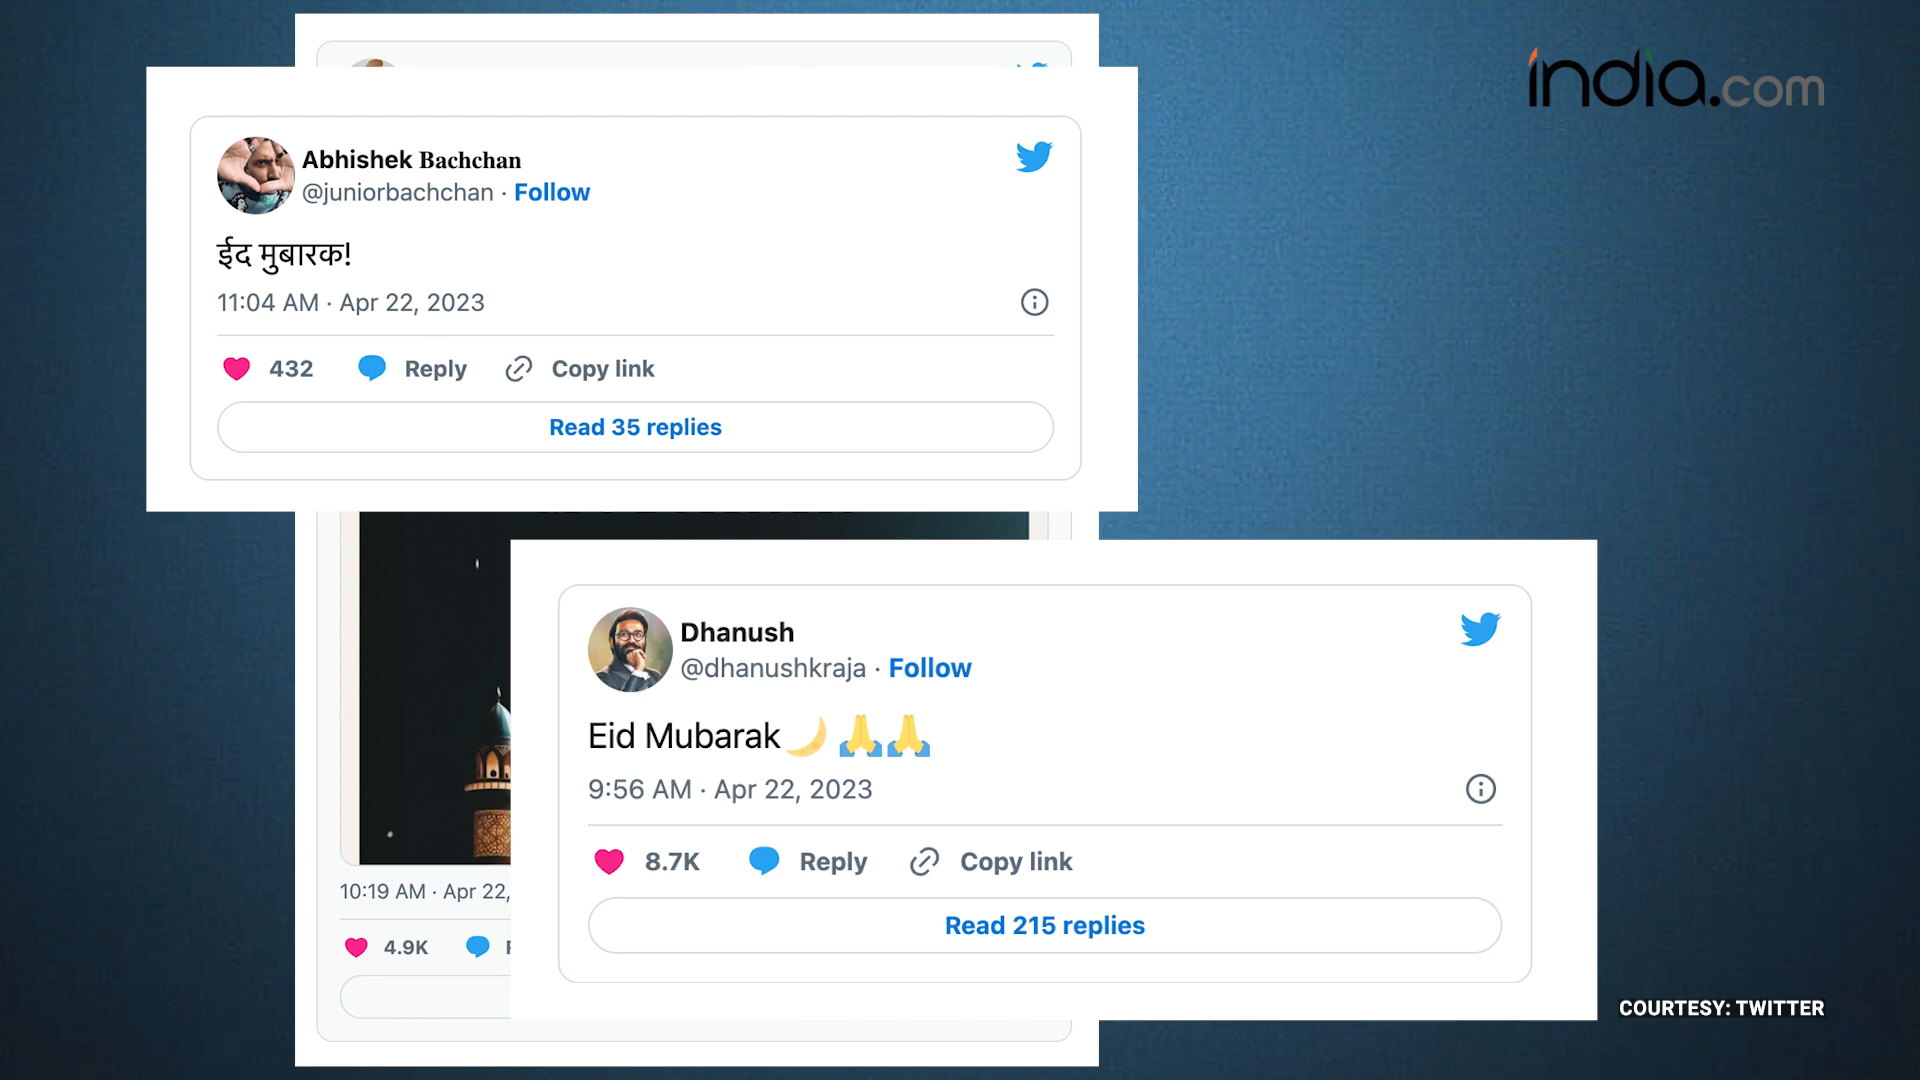 india.com
Abhishek Bachchan
@juniorbachchan · Follow
ईद मुबारक!
11:04 AM · Apr 22, 2023
432 Reply Copy link
Read 35 replies
Dhanush
@dhanushkraja · Follow
Eid Mubarak🌙 🙏🙏
9:56 AM · Apr 22, 2023
8.7K Reply Copy link
Read 215 replies
10:19 AM · Apr 22,
4.9K
COURTESY: TWITTER